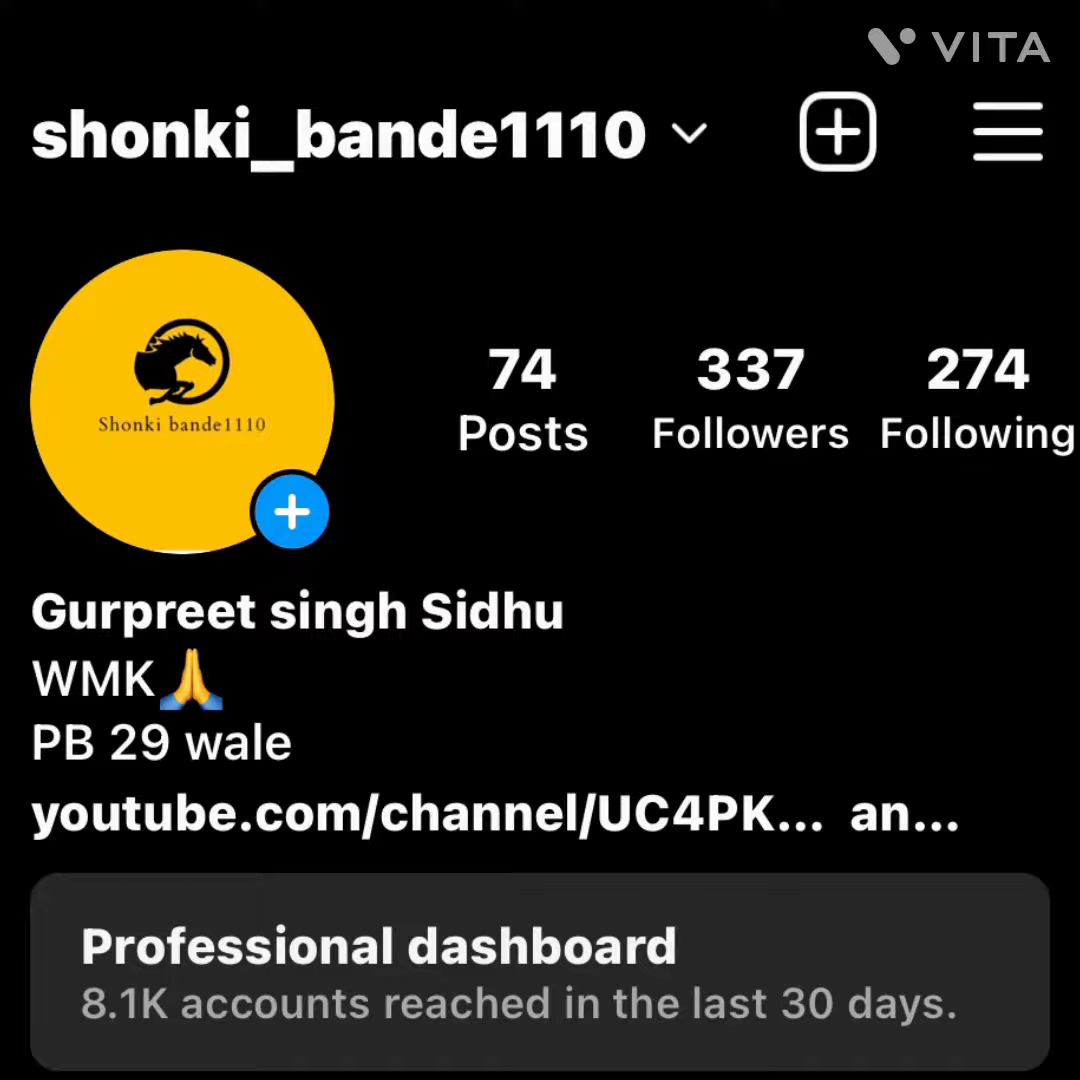 VITA
shonki_bande1110
Shonki bande1110
74 337 274
Posts Followers Following
Gurpreet singh Sidhu
WMK🙏
PB 29 wale
youtube.com/channel/UC4PK... an...
Professional dashboard
8.1K accounts reached in the last 30 days.